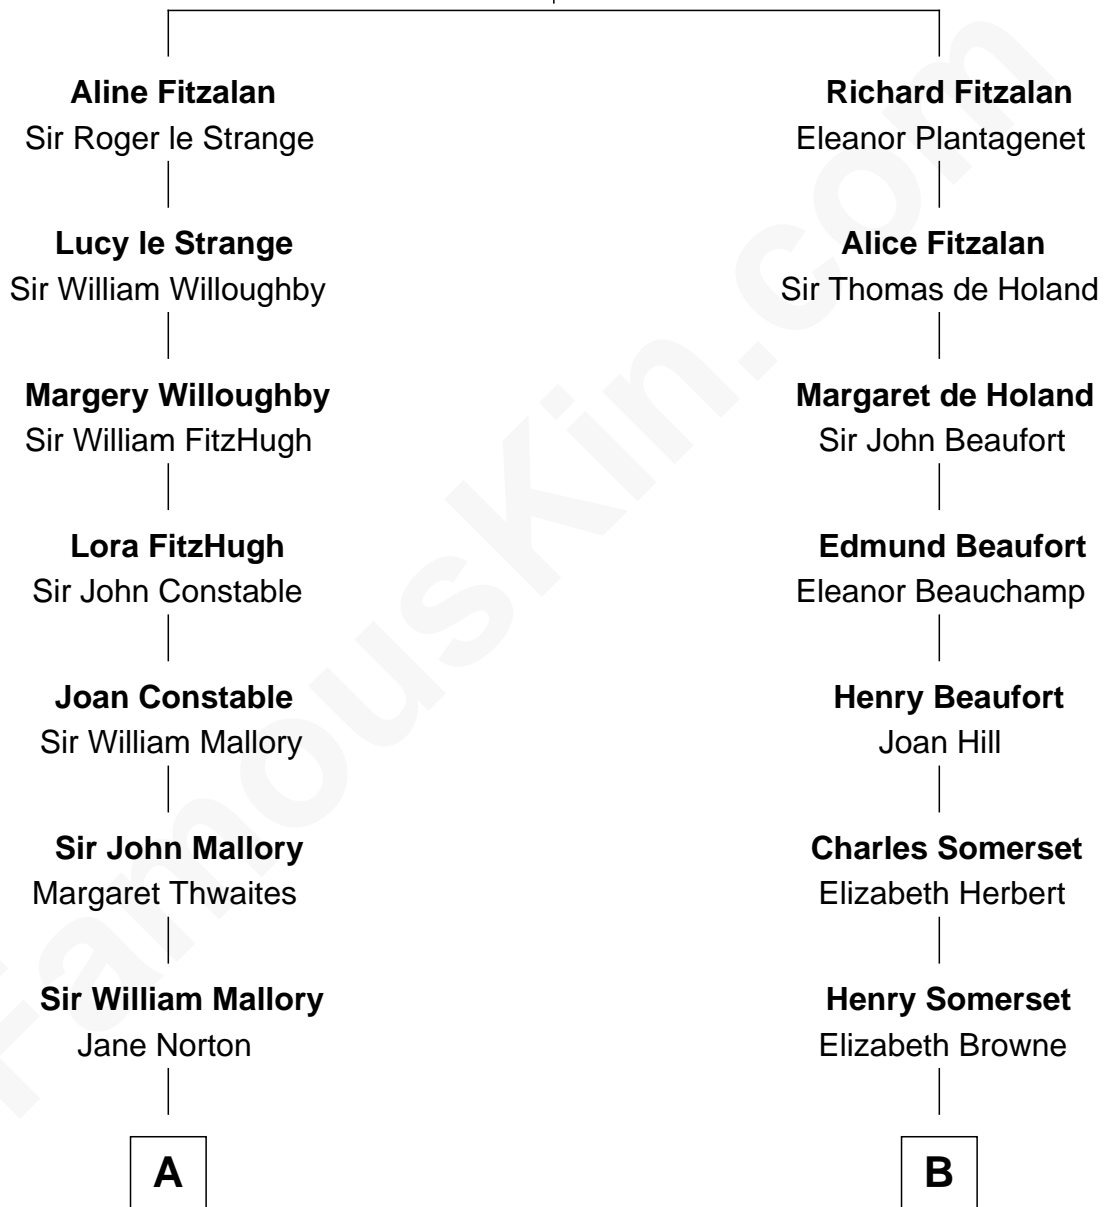 Aline Fitzalan
Sir Roger le Strange
Lucy le Strange
Sir William Willoughby
Margery Willoughby
Sir William FitzHugh
Lora FitzHugh
Sir John Constable
Joan Constable
Sir William Mallory
Sir John Mallory
Margaret Thwaites
Sir William Mallory
Jane Norton
A
Richard Fitzalan
Eleanor Plantagenet
Alice Fitzalan
Sir Thomas de Holand
Margaret de Holand
Sir John Beaufort
Edmund Beaufort
Eleanor Beauchamp
Henry Beaufort
Joan Hill
Charles Somerset
Elizabeth Herbert
Henry Somerset
Elizabeth Browne
B
FamousKin.com